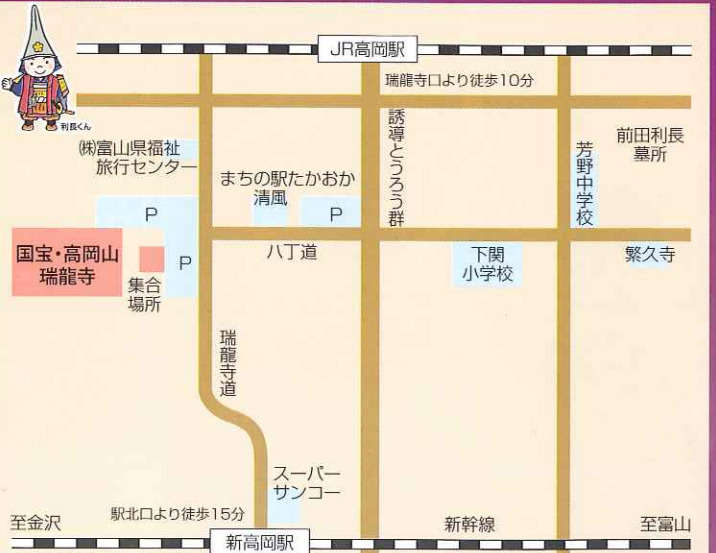 JR高岡駅
瑞龍寺口より徒歩10分
利長くん
㈱富山県福祉
旅行センター
まちの駅たかおか
清風
誘導とうろう群
芳野中学校
前田利長
墓所
P
P
国宝・高岡山
瑞龍寺
集合
場所
P
八丁道
下関
小学校
繁久寺
瑞龍寺道
スーパー
サンコー
至金沢
駅北口より徒歩15分
新高岡駅
新幹線
至富山